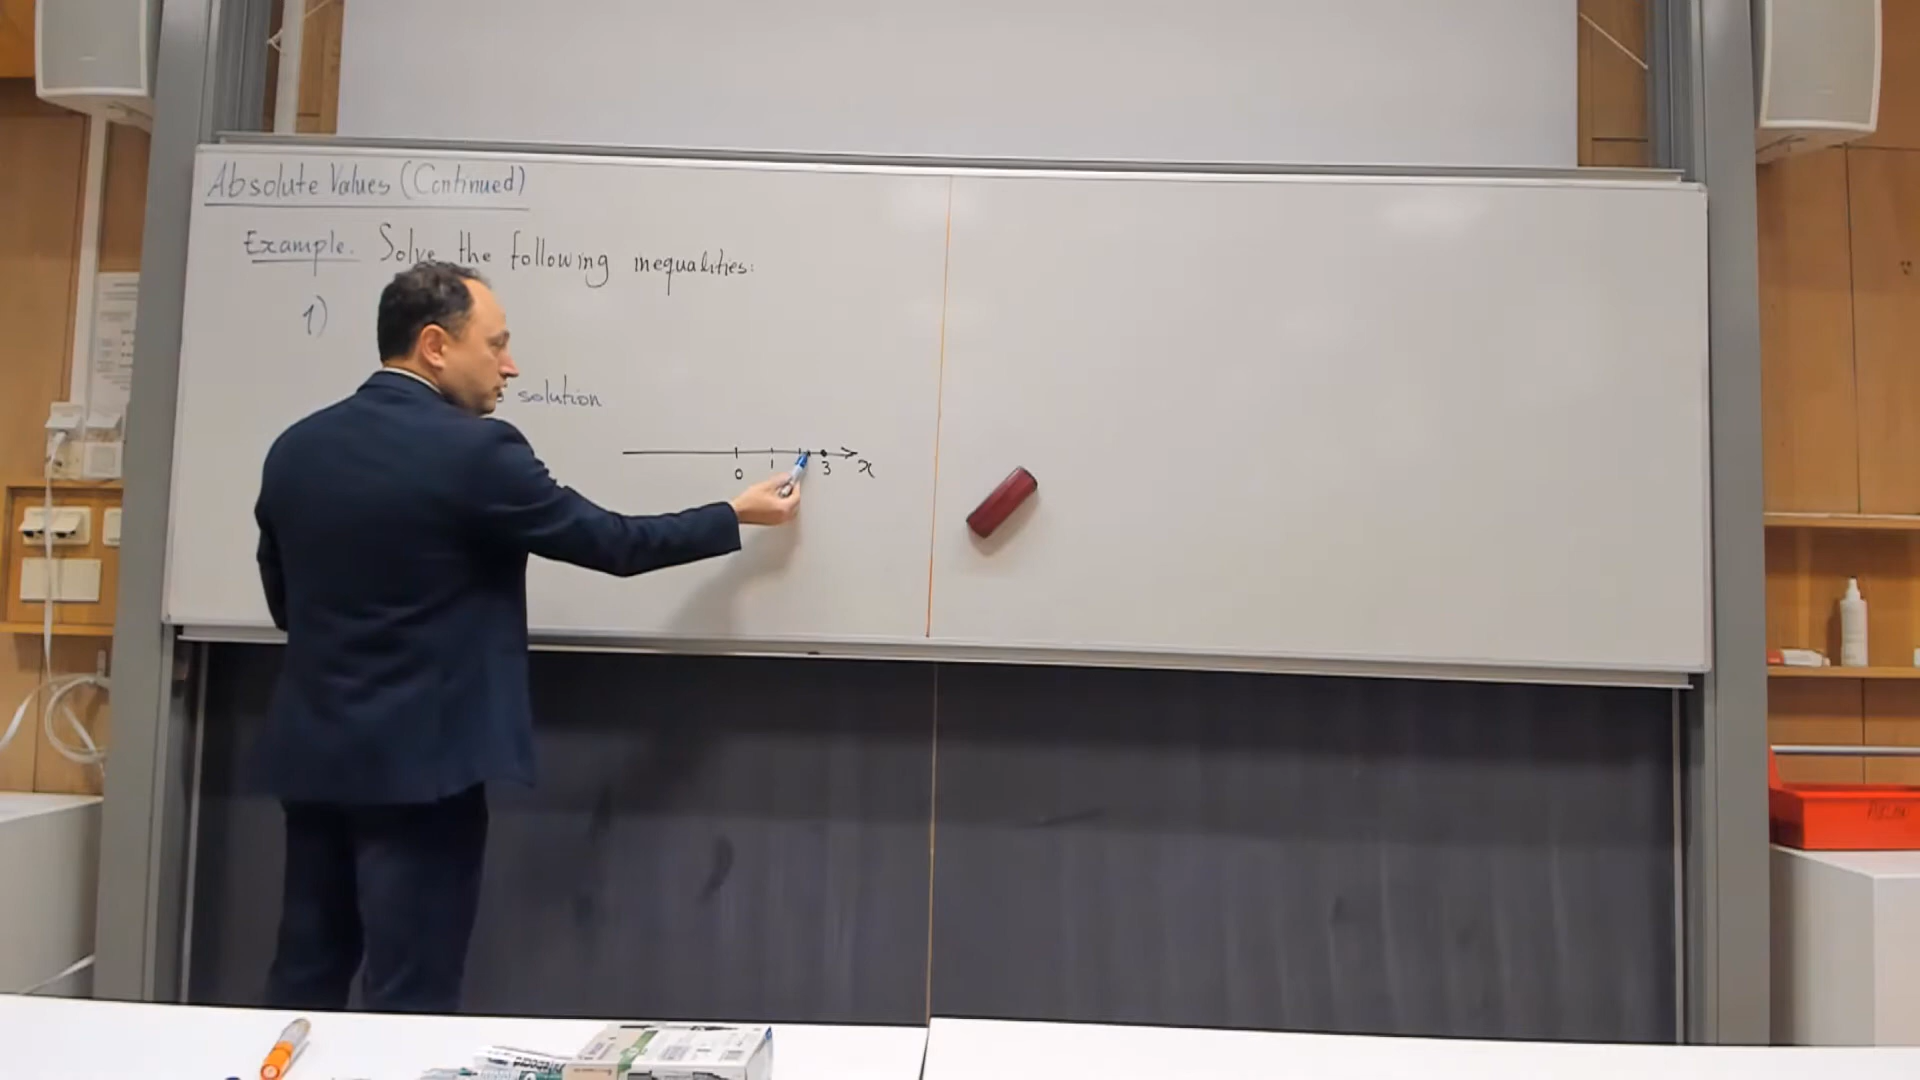 Absolute Values (Continued)
Example. Solve the following inequalities:
1)
solution
0 1 3 x